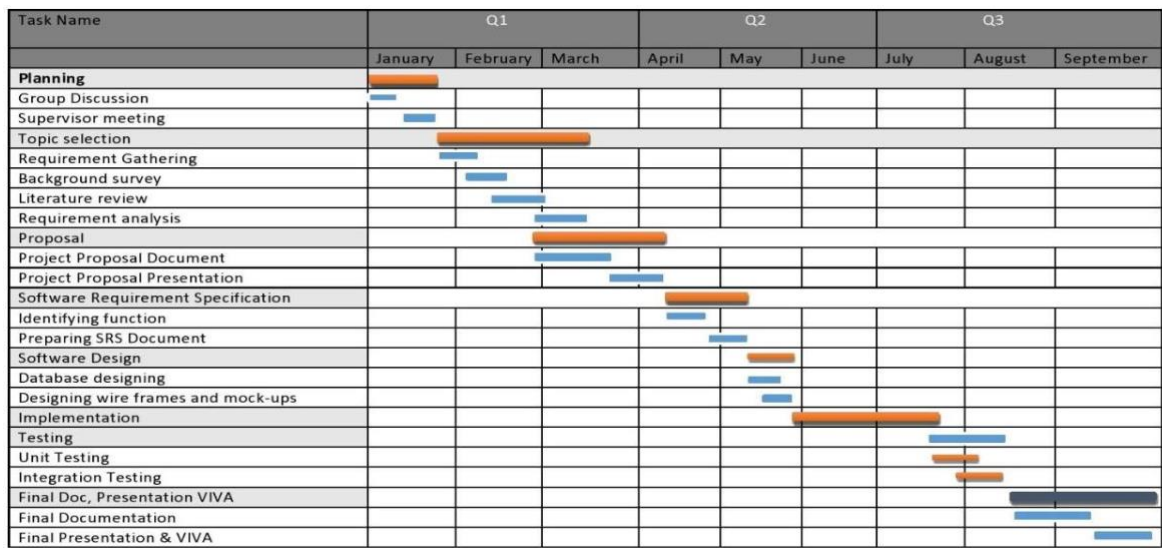 Task Name Q1 Q2 Q3
January February March April May June July August September
Planning
Group Discussion
Supervisor meeting
Topic selection
Requirement Gathering
Background survey
Literature review
Requirement analysis
Proposal
Project Proposal Document
Project Proposal Presentation
Software Requirement Specification
Identifying function
Preparing SRS Document
Software Design
Database designing
Designing wire frames and mock-ups
Implementation
Testing
Unit Testing
Integration Testing
Final Doc, Presentation VIVA
Final Documentation
Final Presentation & VIVA